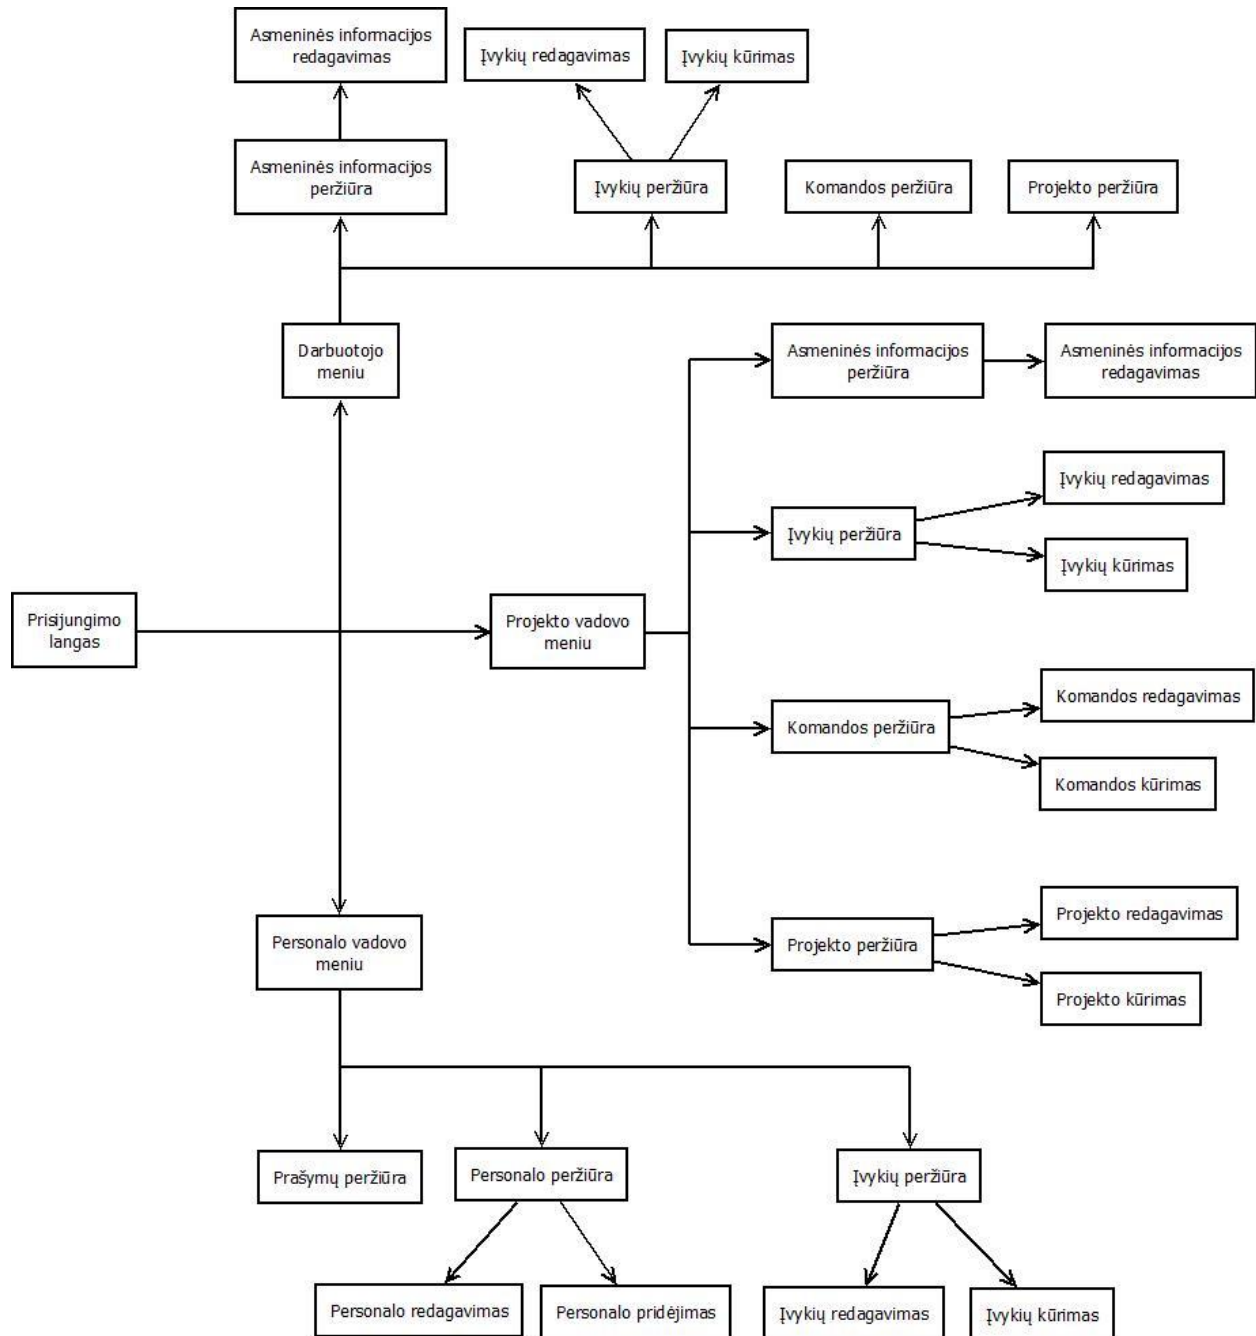 Asmeninės informacijos
redagavimas
Įvykių redagavimas
Įvykių kūrimas
Asmeninės informacijos
peržiūra
Įvykių peržiūra
Komandos peržiūra
Projekto peržiūra
Darbuotojo
meniu
Asmeninės informacijos
peržiūra
Asmeninės informacijos
redagavimas
Įvykių redagavimas
Įvykių peržiūra
Įvykių kūrimas
Prisijungimo
langas
Projekto vadovo
meniu
Komandos redagavimas
Komandos peržiūra
Komandos kūrimas
Projekto redagavimas
Personalo vadovo
meniu
Projekto peržiūra
Projekto kūrimas
Prašymų peržiūra
Personalo peržiūra
Įvykių peržiūra
Personalo redagavimas
Personalo pridėjimas
Įvykių redagavimas
Įvykių kūrimas